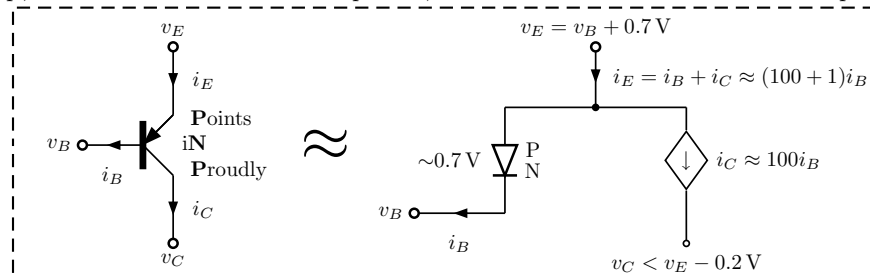 v_E
i_E
Points
iN
Proudly
v_B
i_B
i_C
v_C
≈
v_E = v_B + 0.7 V
i_E = i_B + i_C ≈ (100 + 1)i_B
∼0.7 V
P
N
↓
i_C ≈ 100i_B
v_B
i_B
v_C < v_E − 0.2 V